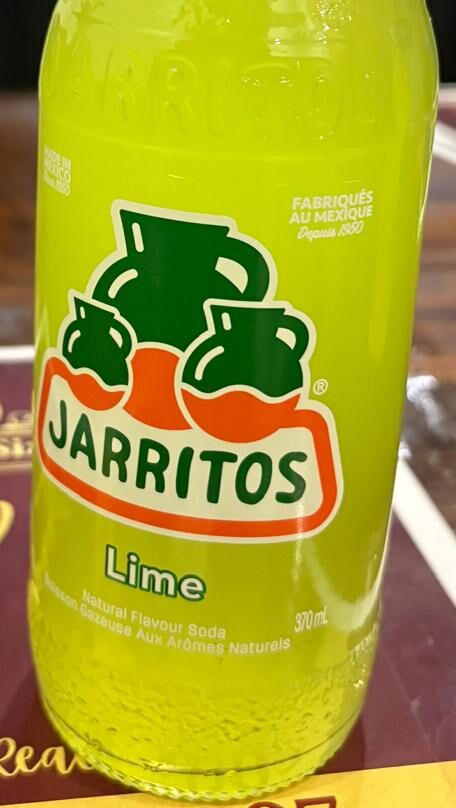 JARRITOS
MADE IN
MEXICO
Since 1950
FABRIQUÉS
AU MEXIQUE
Depuis 1950
JARRITOS®
Lime
Natural Flavour Soda
Boisson Gazeuse Aux Arômes Naturels
370 mL